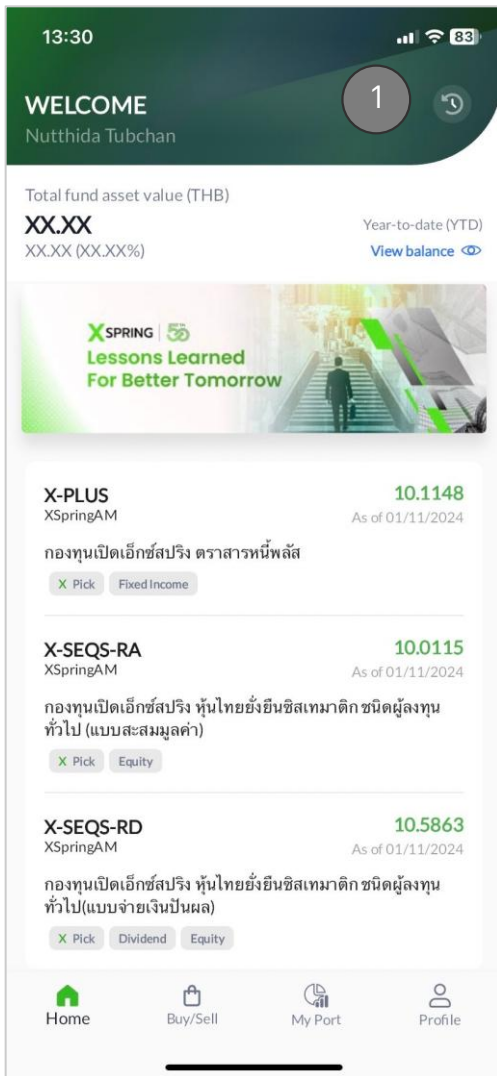 13:30
83
WELCOME
1
Nutthida Tubchan
Total fund asset value (THB)
XX.XX
Year-to-date (YTD)
XX.XX (XX.XX%)
View balance
XSPRING
Lessons Learned
For Better Tomorrow
X-PLUS
10.1148
XSpringAM
As of 01/11/2024
กองทุนเปิดเอ็กซ์สปริง ตราสารหนี้พลัส
X Pick
Fixed Income
X-SEQS-RA
10.0115
XSpringAM
As of 01/11/2024
กองทุนเปิดเอ็กซ์สปริง หุ้นไทยยั่งยืนซิสเทมาติก ชนิดผู้ลงทุน
ทั่วไป (แบบสะสมมูลค่า)
X Pick
Equity
X-SEQS-RD
10.5863
XSpringAM
As of 01/11/2024
กองทุนเปิดเอ็กซ์สปริง หุ้นไทยยั่งยืนซิสเทมาติก ชนิดผู้ลงทุน
ทั่วไป(แบบจ่ายเงินปันผล)
X Pick
Dividend
Equity
Home
Buy/Sell
My Port
Profile